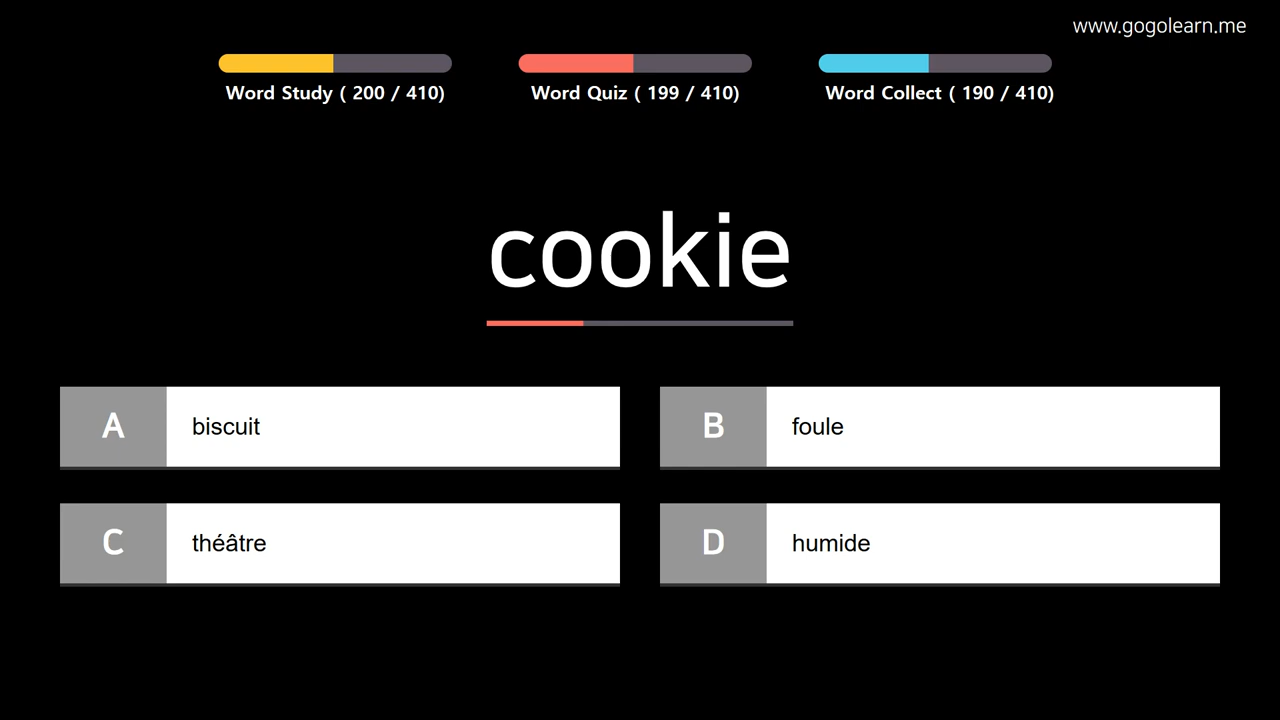 www.gogolearn.me
Word Study ( 200 / 410)
Word Quiz ( 199 / 410)
Word Collect ( 190 / 410)
cookie
A biscuit
B foule
C théâtre
D humide